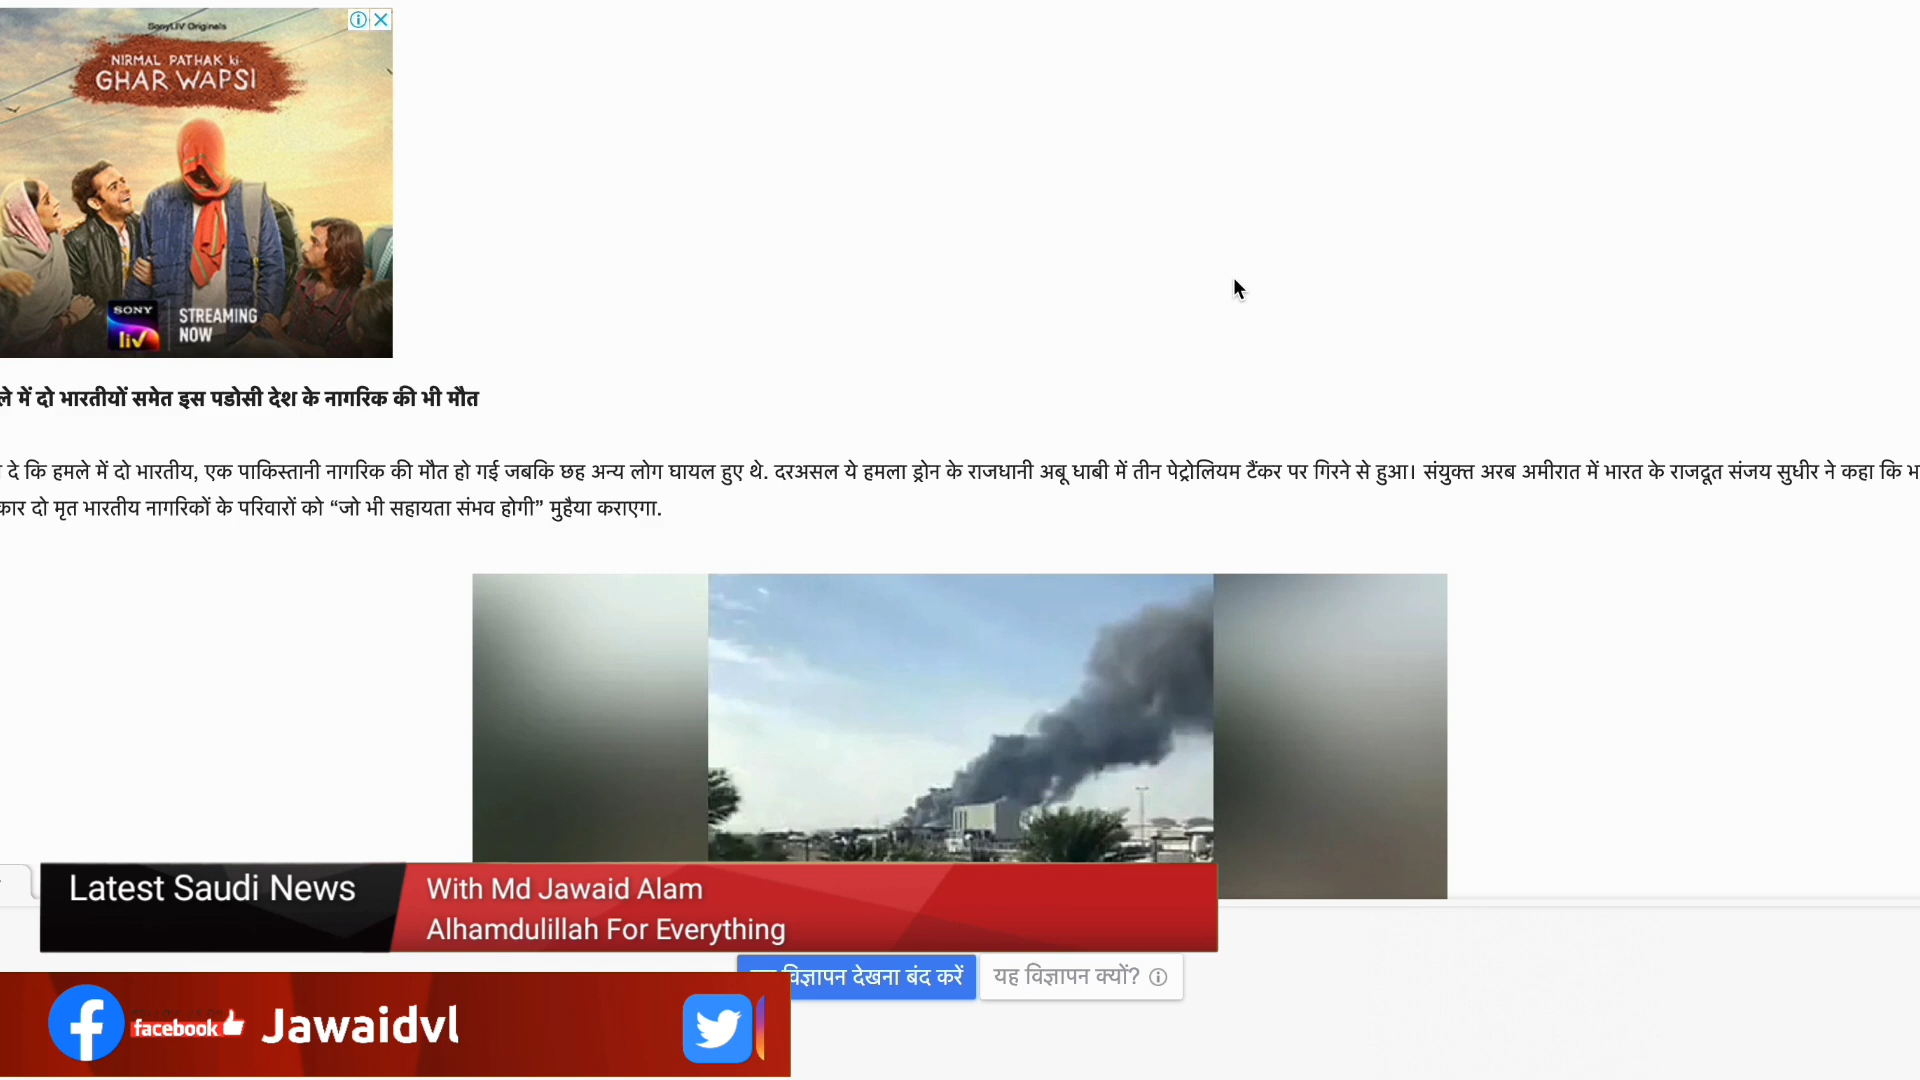 SonyLIV Originals
NIRMAL PATHAK ki
GHAR WAPSI
SONY
liv
STREAMING
NOW
में दो भारतीयों समेत इस पडोसी देश के नागरिक की भी मौत
दे कि हमले में दो भारतीय, एक पाकिस्तानी नागरिक की मौत हो गई जबकि छह अन्य लोग घायल हुए थे. दरअसल ये हमला ड्रोन के राजधानी अबू धाबी में तीन पेट्रोलियम टैंकर पर गिरने से हुआ। संयुक्त अरब अमीरात में भारत के राजदूत संजय सुधीर ने कहा कि
दो मृत भारतीय नागरिकों के परिवारों को “जो भी सहायता संभव होगी” मुहैया कराएगा.
Latest Saudi News
With Md Jawaid Alam
Alhamdulillah For Everything
विज्ञापन देखना बंद करें
यह विज्ञापन क्यों?
facebook
Jawaidvl